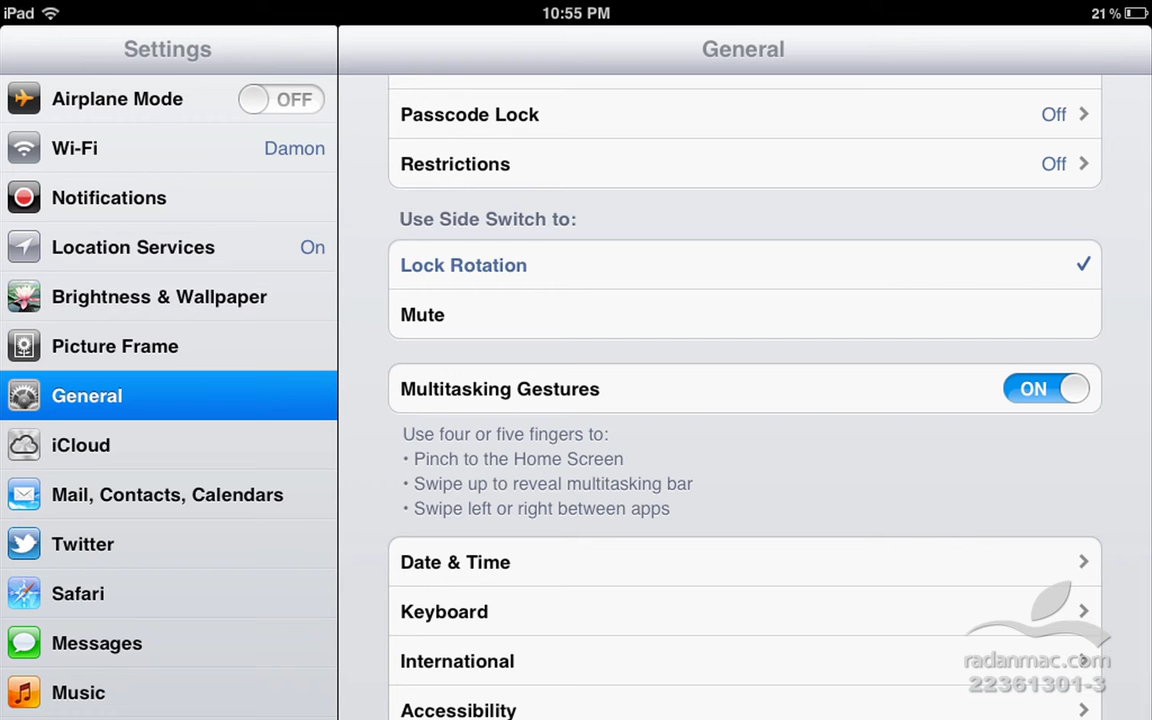 iPad 10:55 PM 21 %
Settings
Airplane Mode OFF
Wi-Fi Damon
Notifications
Location Services On
Brightness & Wallpaper
Picture Frame
General
iCloud
Mail, Contacts, Calendars
Twitter
Safari
Messages
Music
General
Passcode Lock Off
Restrictions Off
Use Side Switch to:
Lock Rotation
Mute
Multitasking Gestures ON
Use four or five fingers to:
• Pinch to the Home Screen
• Swipe up to reveal multitasking bar
• Swipe left or right between apps
Date & Time
Keyboard
International
Accessibility
radanmac.com
22361301-3